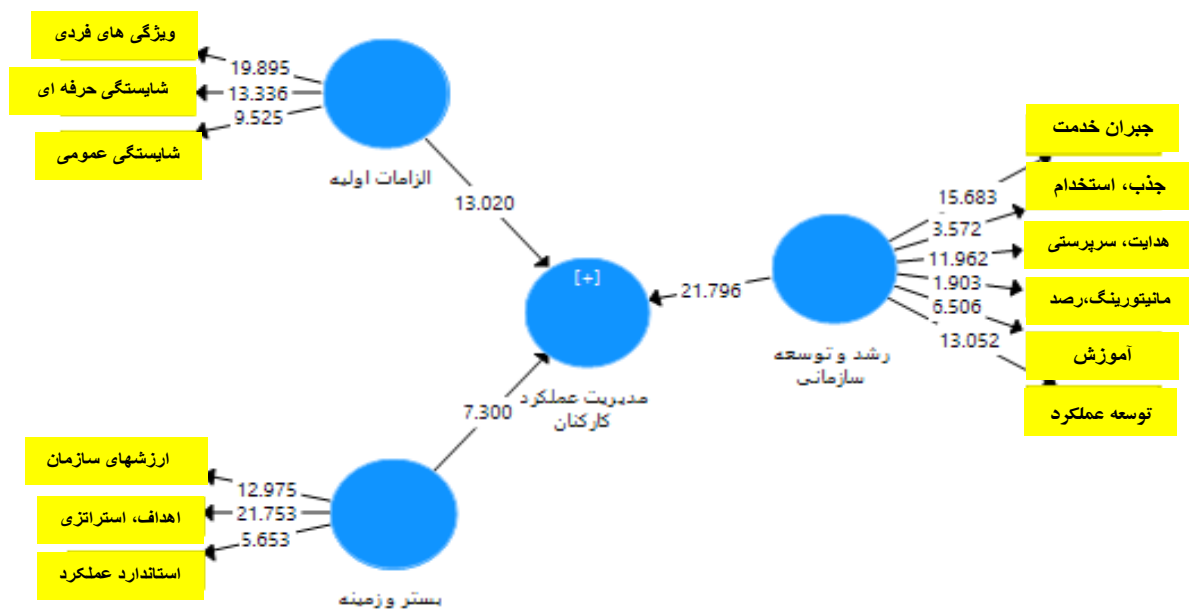 ویژگی های فردی
شایستگی حرفه ای
شایستگی عمومی
19.895
13.336
9.525
الزامات اولیه
13.020
جبران خدمت
جذب، استخدام
هدایت، سرپرستی
مانیتورینگ،رصد
آموزش
توسعه عملکرد
15.683
3.572
11.962
1.903
6.506
13.052
رشد و توسعه
سازمانی
21.796
[+]
مدیریت عملکرد
کارکنان
7.300
ارزشهای سازمان
اهداف، استراتژی
استاندارد عملکرد
12.975
21.753
5.653
بستر و زمینه